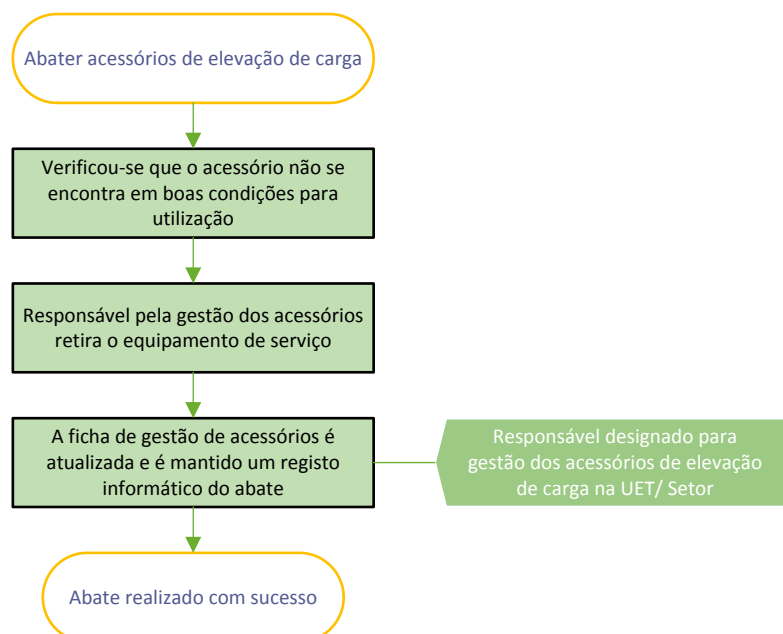 Abater acessórios de elevação de carga
Verificou-se que o acessório não se
encontra em boas condições para
utilização
Responsável pela gestão dos acessórios
retira o equipamento de serviço
A ficha de gestão de acessórios é
atualizada e é mantido um registo
informático do abate
Responsável designado para
gestão dos acessórios de elevação
de carga na UET/ Setor
Abate realizado com sucesso